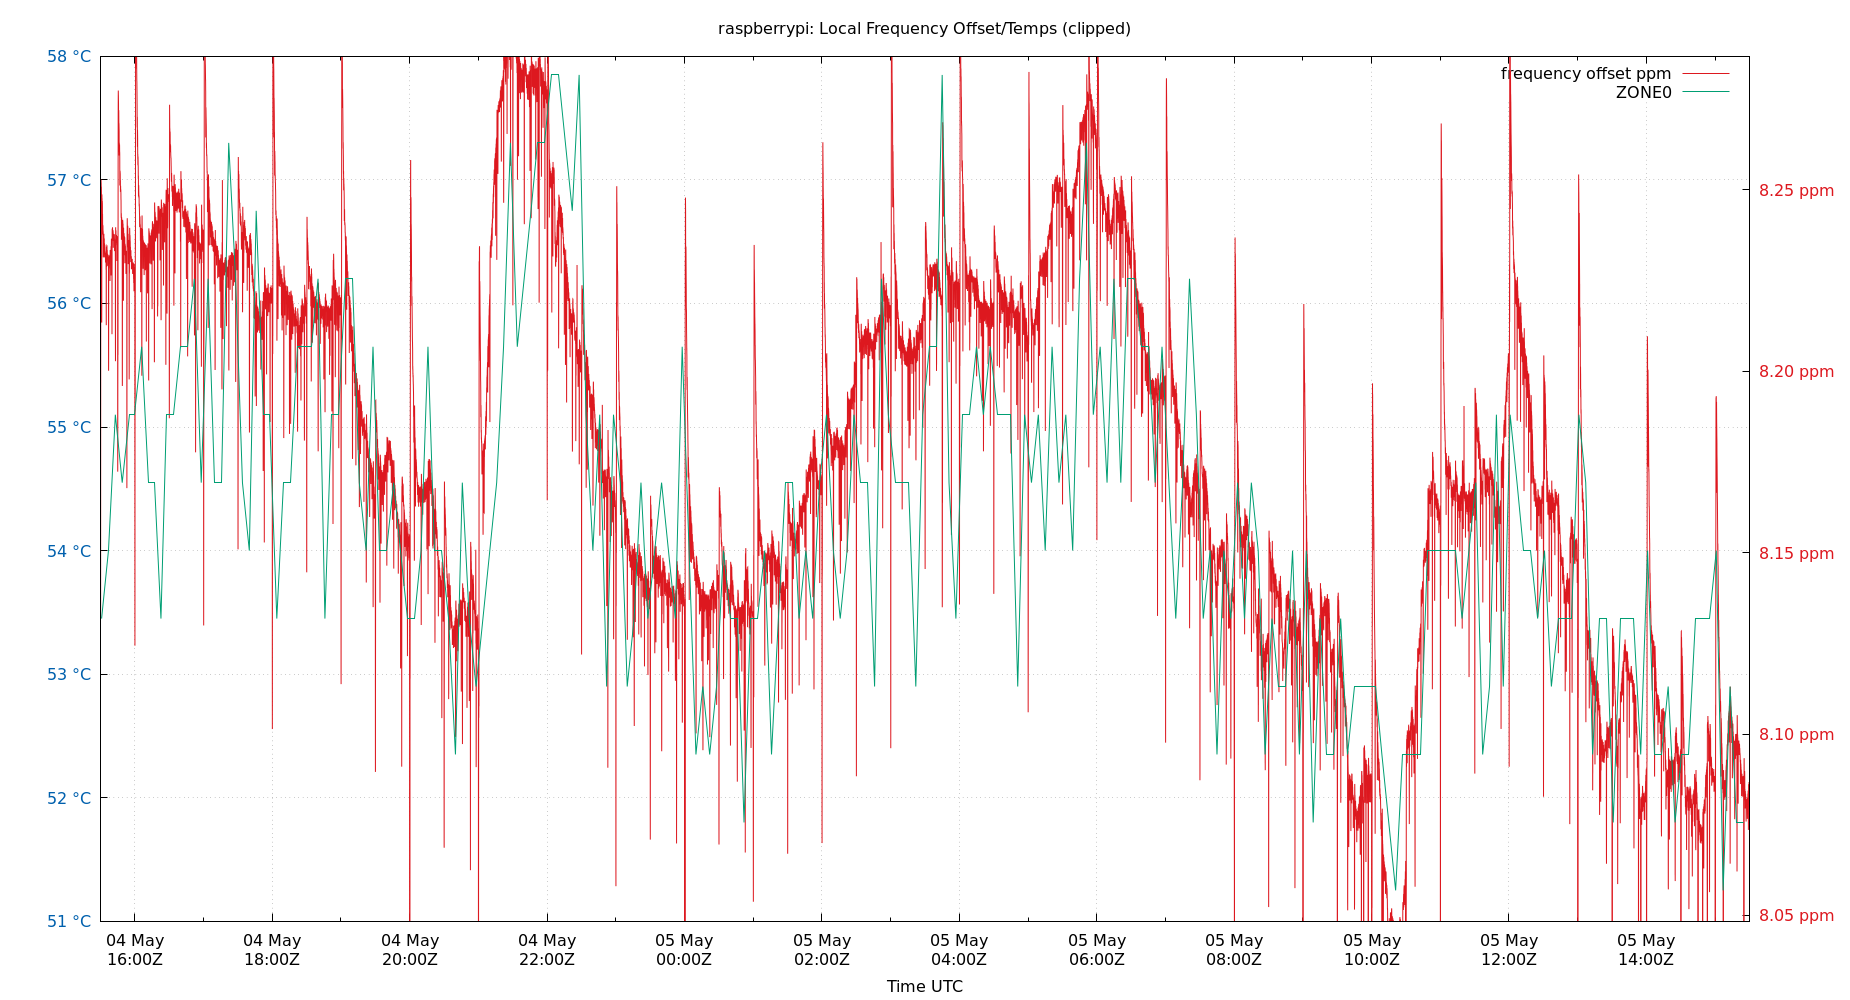 raspberrypi: Local Frequency Offset/Temps (clipped)
frequency offset ppm
ZONE0
58 °C
57 °C
56 °C
55 °C
54 °C
53 °C
52 °C
51 °C
8.25 ppm
8.20 ppm
8.15 ppm
8.10 ppm
8.05 ppm
04 May 04 May 04 May 04 May 05 May 05 May 05 May 05 May 05 May 05 May 05 May 05 May
16:00Z 18:00Z 20:00Z 22:00Z 00:00Z 02:00Z 04:00Z 06:00Z 08:00Z 10:00Z 12:00Z 14:00Z
Time UTC